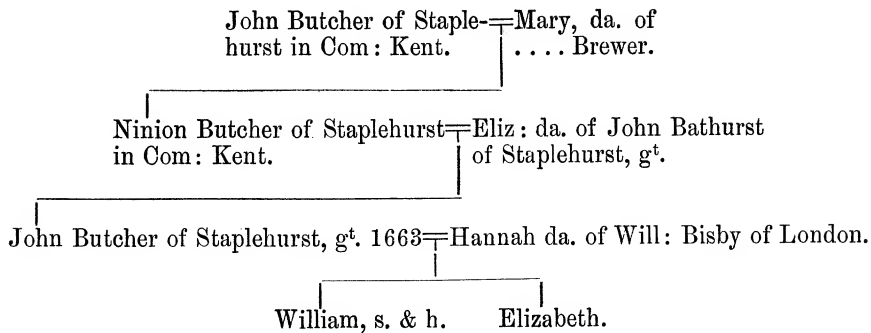 John Butcher of Staple-=Mary, da. of
hurst in Com: Kent. .... Brewer.
Ninion Butcher of Staplehurst=Eliz: da. of John Bathurst
in Com: Kent. of Staplehurst, gᵗ.
John Butcher of Staplehurst, gᵗ. 1663=Hannah da. of Will: Bisby of London.
William, s. & h. Elizabeth.